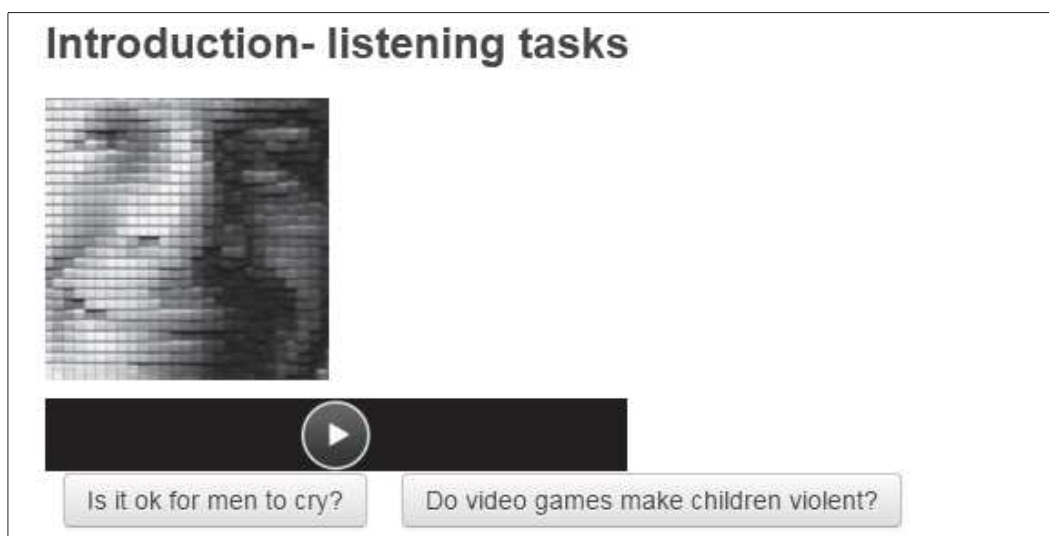 Introduction- listening tasks
Is it ok for men to cry?
Do video games make children violent?